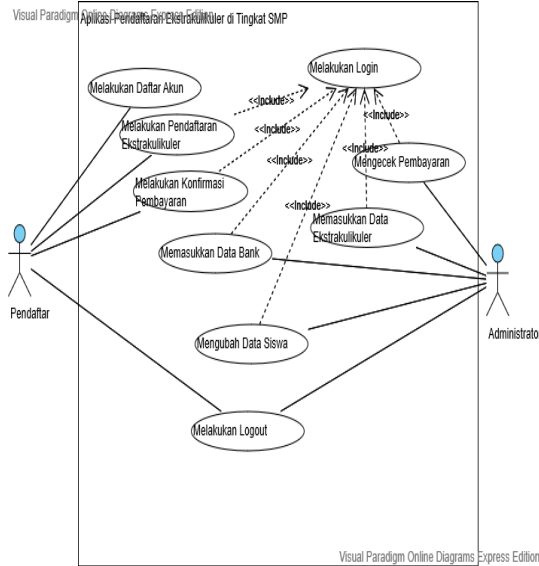 Visual Paradigm Online Diagrams Express Edition
Aplikasi Pendaftaran Ekstrakulikuler di Tingkat SMP
Melakukan Login
Melakukan Daftar Akun
<<Include>>
<<Include>>
Melakukan Pendaftaran
Ekstrakulikuler
<<Include>>
<<Include>>
<<Include>>
Mengecek Pembayaran
Melakukan Konfirmasi
Pembayaran
<<Include>>
Memasukkan Data
Ekstrakulikuler
Memasukkan Data Bank
Pendaftar
Administrato
Mengubah Data Siswa
Melakukan Logout
Visual Paradigm Online Diagrams Express Edition